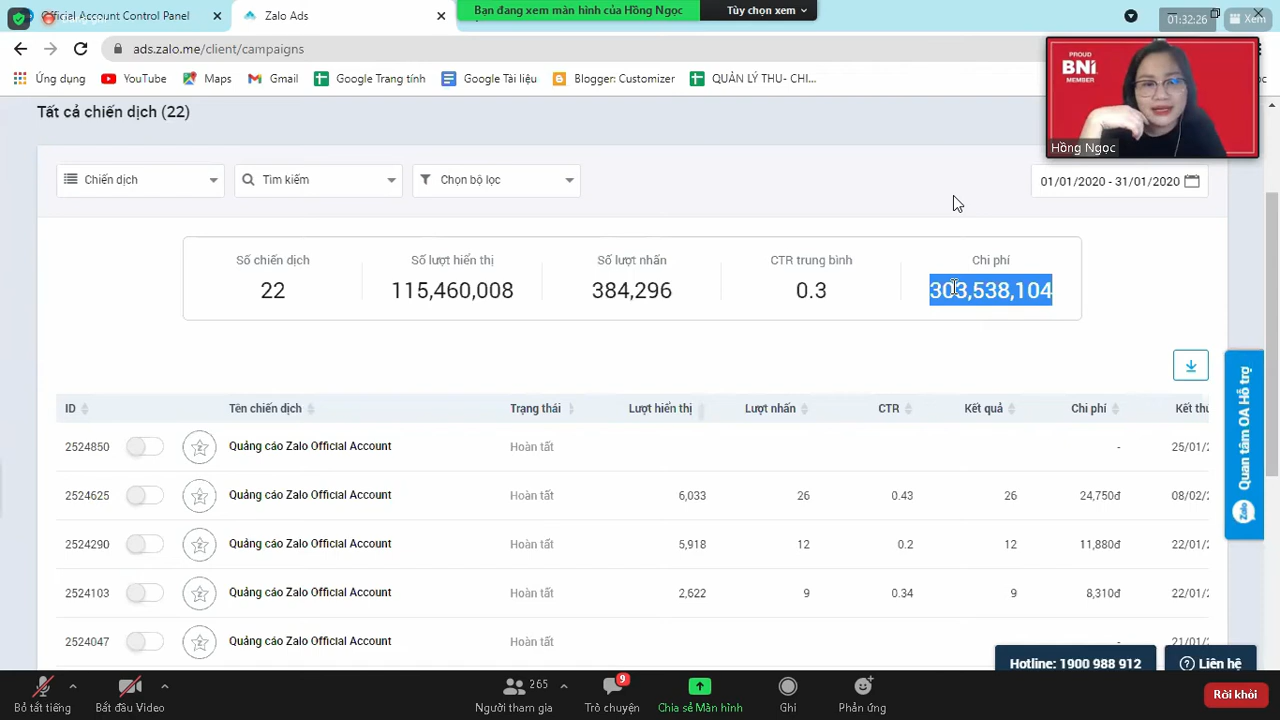 Official Account Control Panel
Zalo Ads
Bạn đang xem màn hình của Hồng Ngọc
Tùy chọn xem
01:32:26
Xem
ads.zalo.me/client/campaigns
Ứng dụng
YouTube
Maps
Gmail
Google Trang tính
Google Tài liệu
Blogger: Customizer
QUẢN LÝ THU- CHI...
PROUD
BNI
MEMBER
Hồng Ngọc
Tất cả chiến dịch (22)
Chiến dịch
Tìm kiếm
Chọn bộ lọc
01/01/2020 - 31/01/2020
Số chiến dịch
Số lượt hiển thị
Số lượt nhấn
CTR trung bình
Chi phí
22
115,460,008
384,296
0.3
303,538,104
ID Tên chiến dịch Trạng thái Lượt hiển thị Lượt nhấn CTR Kết quả Chi phí Kết thú
2524850 Quảng cáo Zalo Official Account Hoàn tất - 25/01/2
2524625 Quảng cáo Zalo Official Account Hoàn tất 6,033 26 0.43 26 24,750đ 08/02/2
2524290 Quảng cáo Zalo Official Account Hoàn tất 5,918 12 0.2 12 11,880đ 22/01/2
2524103 Quảng cáo Zalo Official Account Hoàn tất 2,622 9 0.34 9 8,310đ 22/01/2
2524047 Quảng cáo Zalo Official Account Hoàn tất - 21/01/2
Quan tâm OA Hỗ trợ
Zalo
Hotline: 1900 988 912
Liên hệ
Bỏ tắt tiếng
Bắt đầu Video
265
Người tham gia
9
Trò chuyện
Chia sẻ Màn hình
Ghi
Phản ứng
Rời khỏi